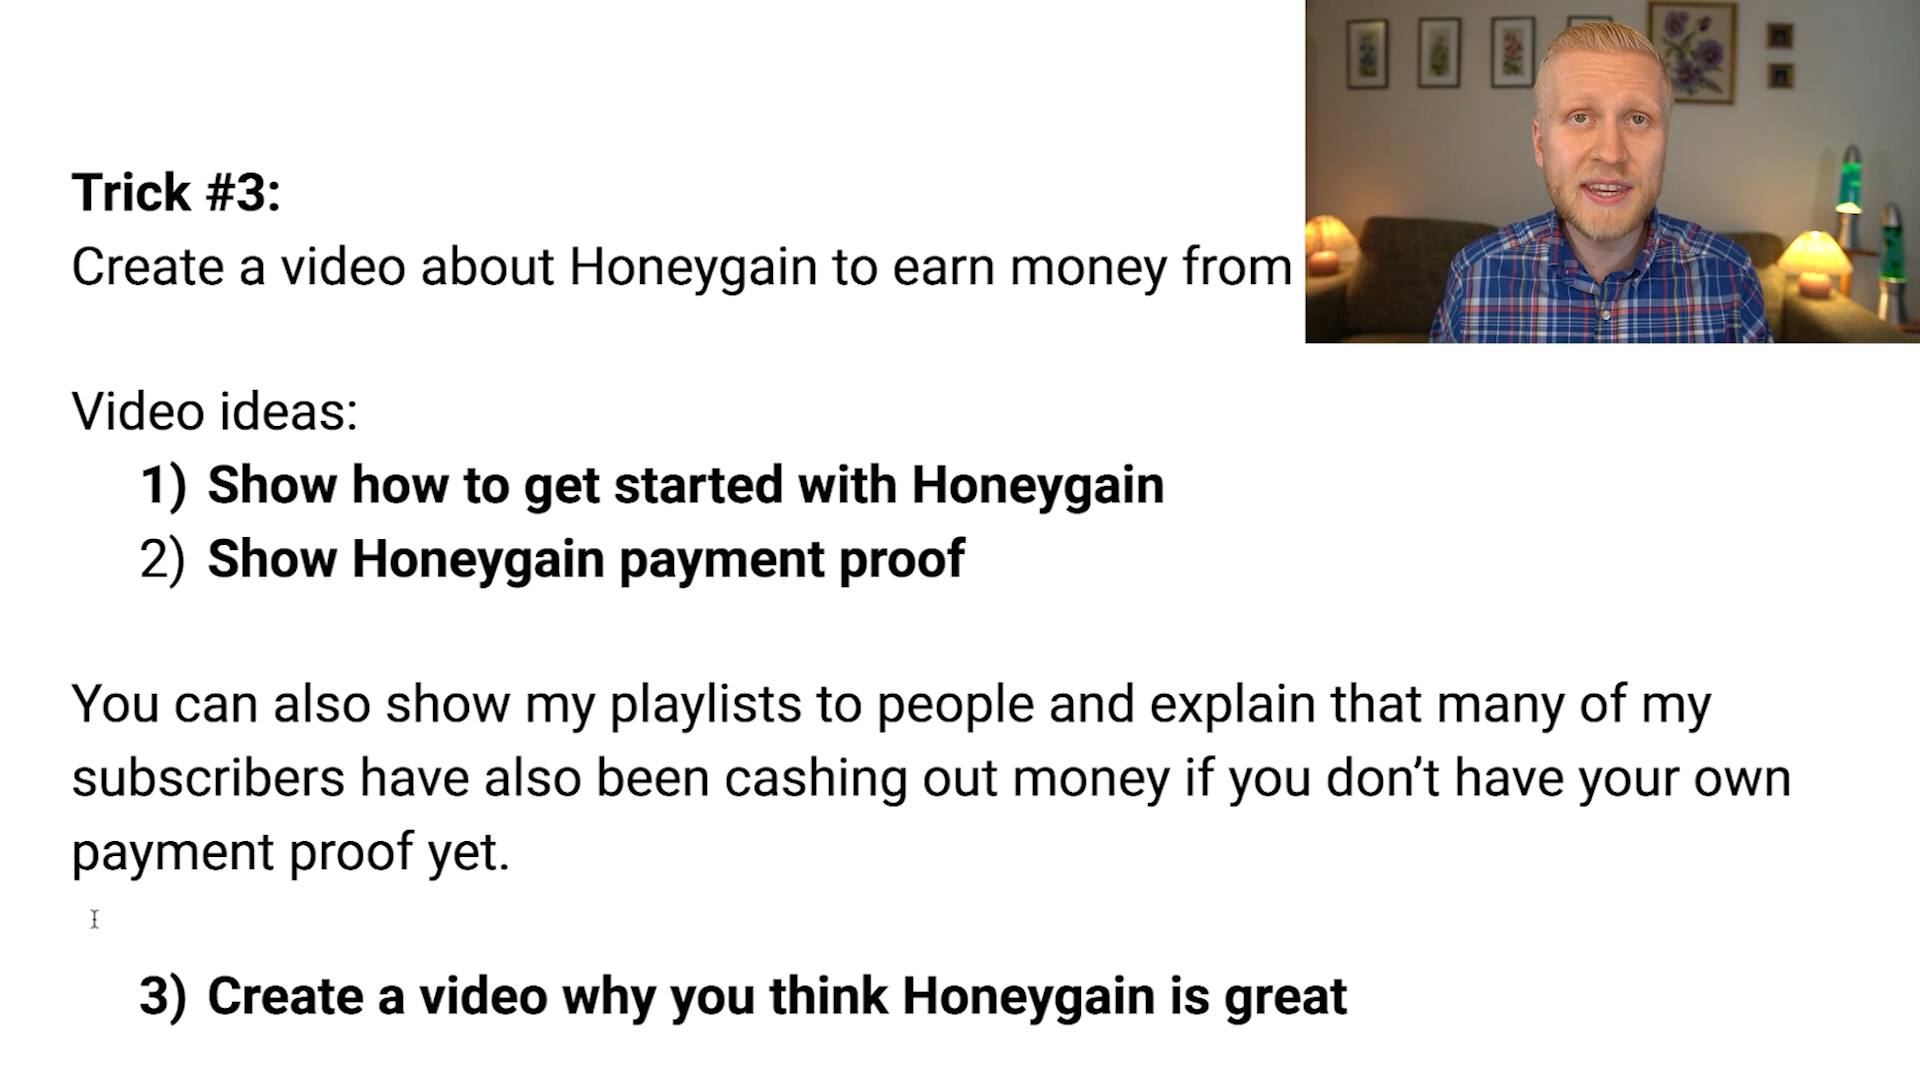 Trick #3:
Create a video about Honeygain to earn money from
Video ideas:
1) Show how to get started with Honeygain
2) Show Honeygain payment proof
You can also show my playlists to people and explain that many of my
subscribers have also been cashing out money if you don’t have your own
payment proof yet.
3) Create a video why you think Honeygain is great